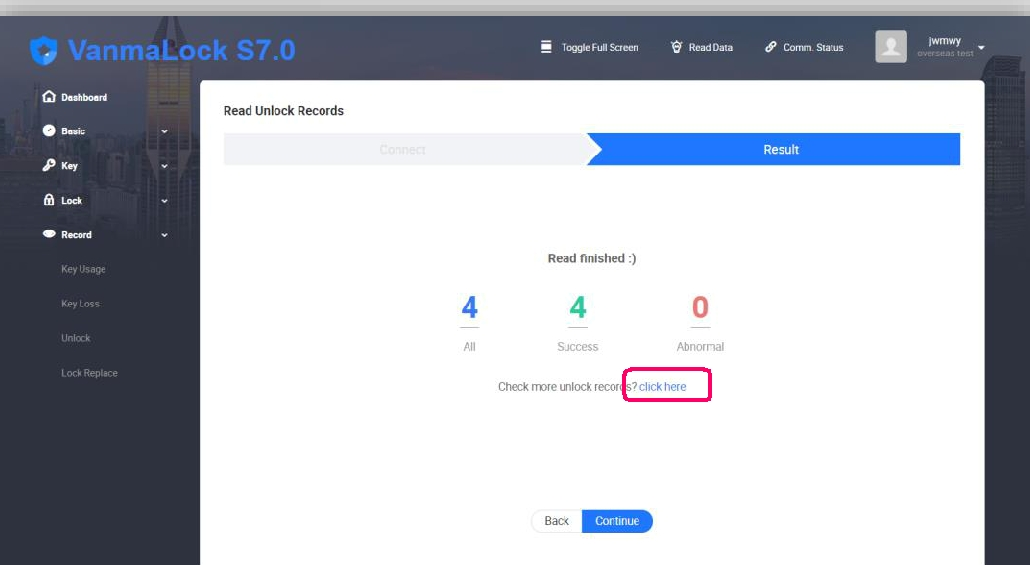 VanmaLock S7.0
Toggle Full Screen
Read Data
Comm. Status
jwmwy
overseas test
Dashboard
Basic
Key
Lock
Record
Key Usage
Key Loss
Unlock
Lock Replace
Read Unlock Records
Connect
Result
Read finished :)
4
4
0
All
Success
Abnormal
Check more unlock records? click here
Back
Continue